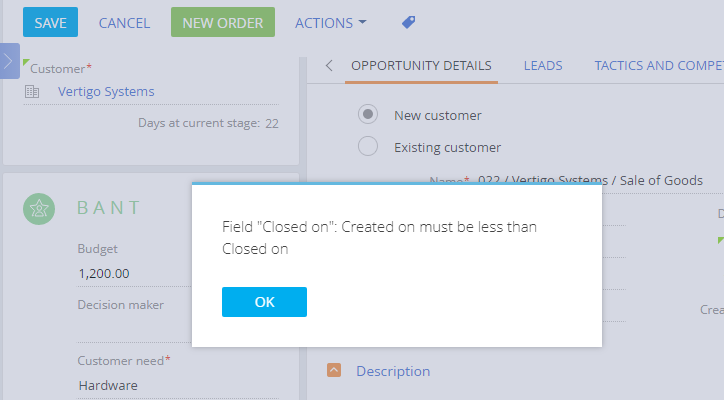 SAVE CANCEL NEW ORDER ACTIONS
Customer*
Vertigo Systems
Days at current stage: 22
OPPORTUNITY DETAILS LEADS TACTICS AND COMPE
New customer
Existing customer
Name* 022 / Vertigo Systems / Sale of Goods
BANT
Budget
1,200.00
Decision maker
Customer need*
Hardware
Field "Closed on": Created on must be less than
Closed on
OK
D
Crea
Description